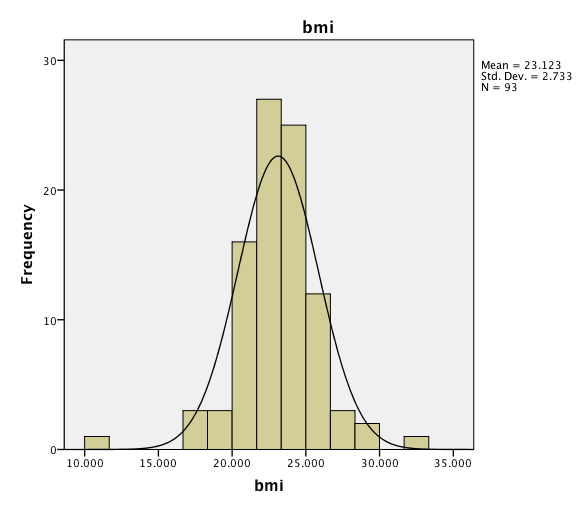 bmi
Mean = 23.123
Std. Dev. = 2.733
N = 93
Frequency
30
20
10
0
10.000 15.000 20.000 25.000 30.000 35.000
bmi